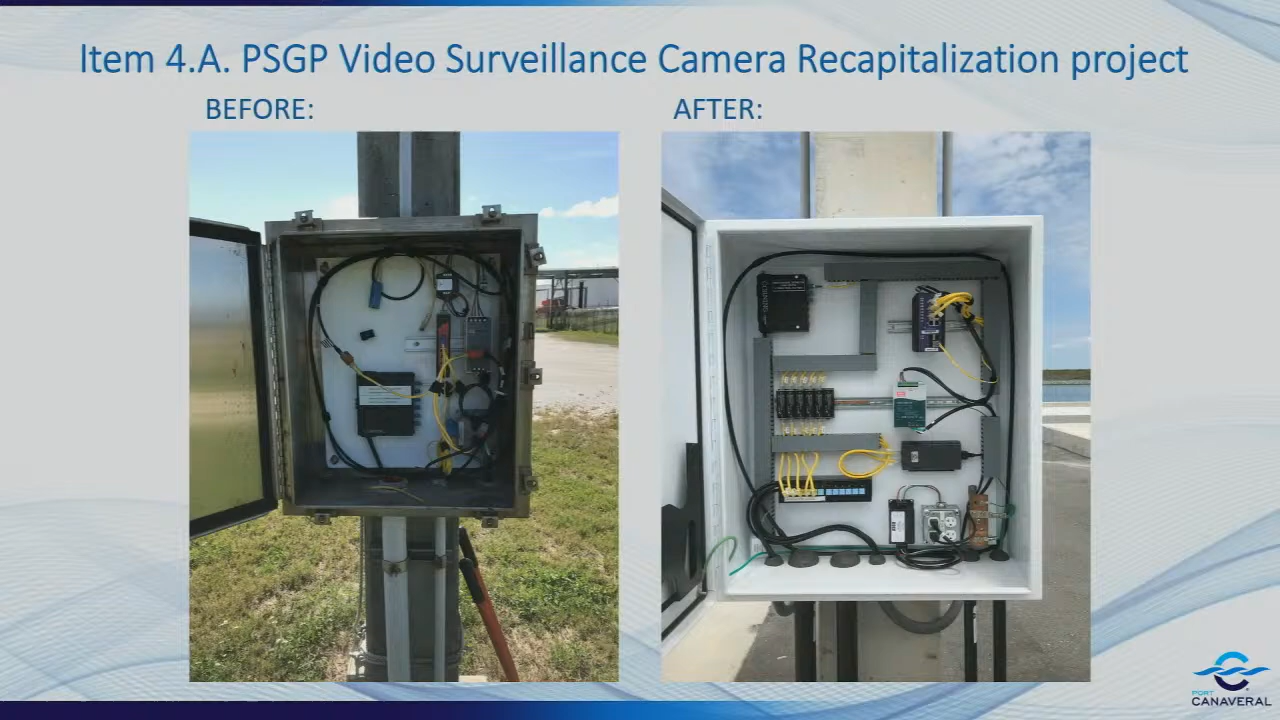 Item 4.A. PSGP Video Surveillance Camera Recapitalization project
BEFORE:
AFTER:
PORT
CANAVERAL